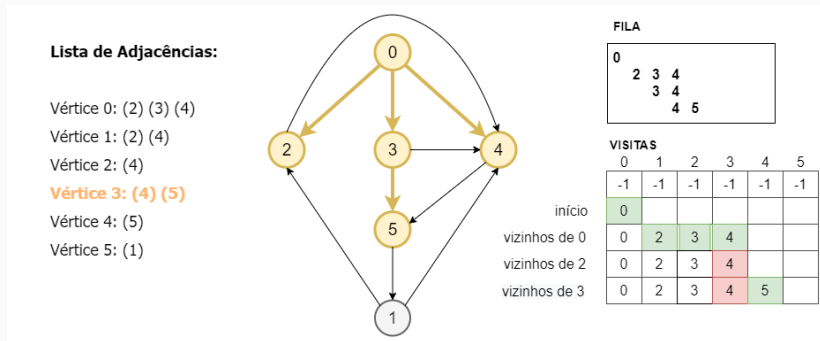 Lista de Adjacências:
Vértice 0: (2) (3) (4)
Vértice 1: (2) (4)
Vértice 2: (4)
Vértice 3: (4) (5)
Vértice 4: (5)
Vértice 5: (1)
0
2 3 4
5
1
FILA
0
2 3 4
3 4
4 5
VISITAS
0 1 2 3 4 5
-1 -1 -1 -1 -1 -1
início 0
vizinhos de 0 0 2 3 4
vizinhos de 2 0 2 3 4
vizinhos de 3 0 2 3 4 5